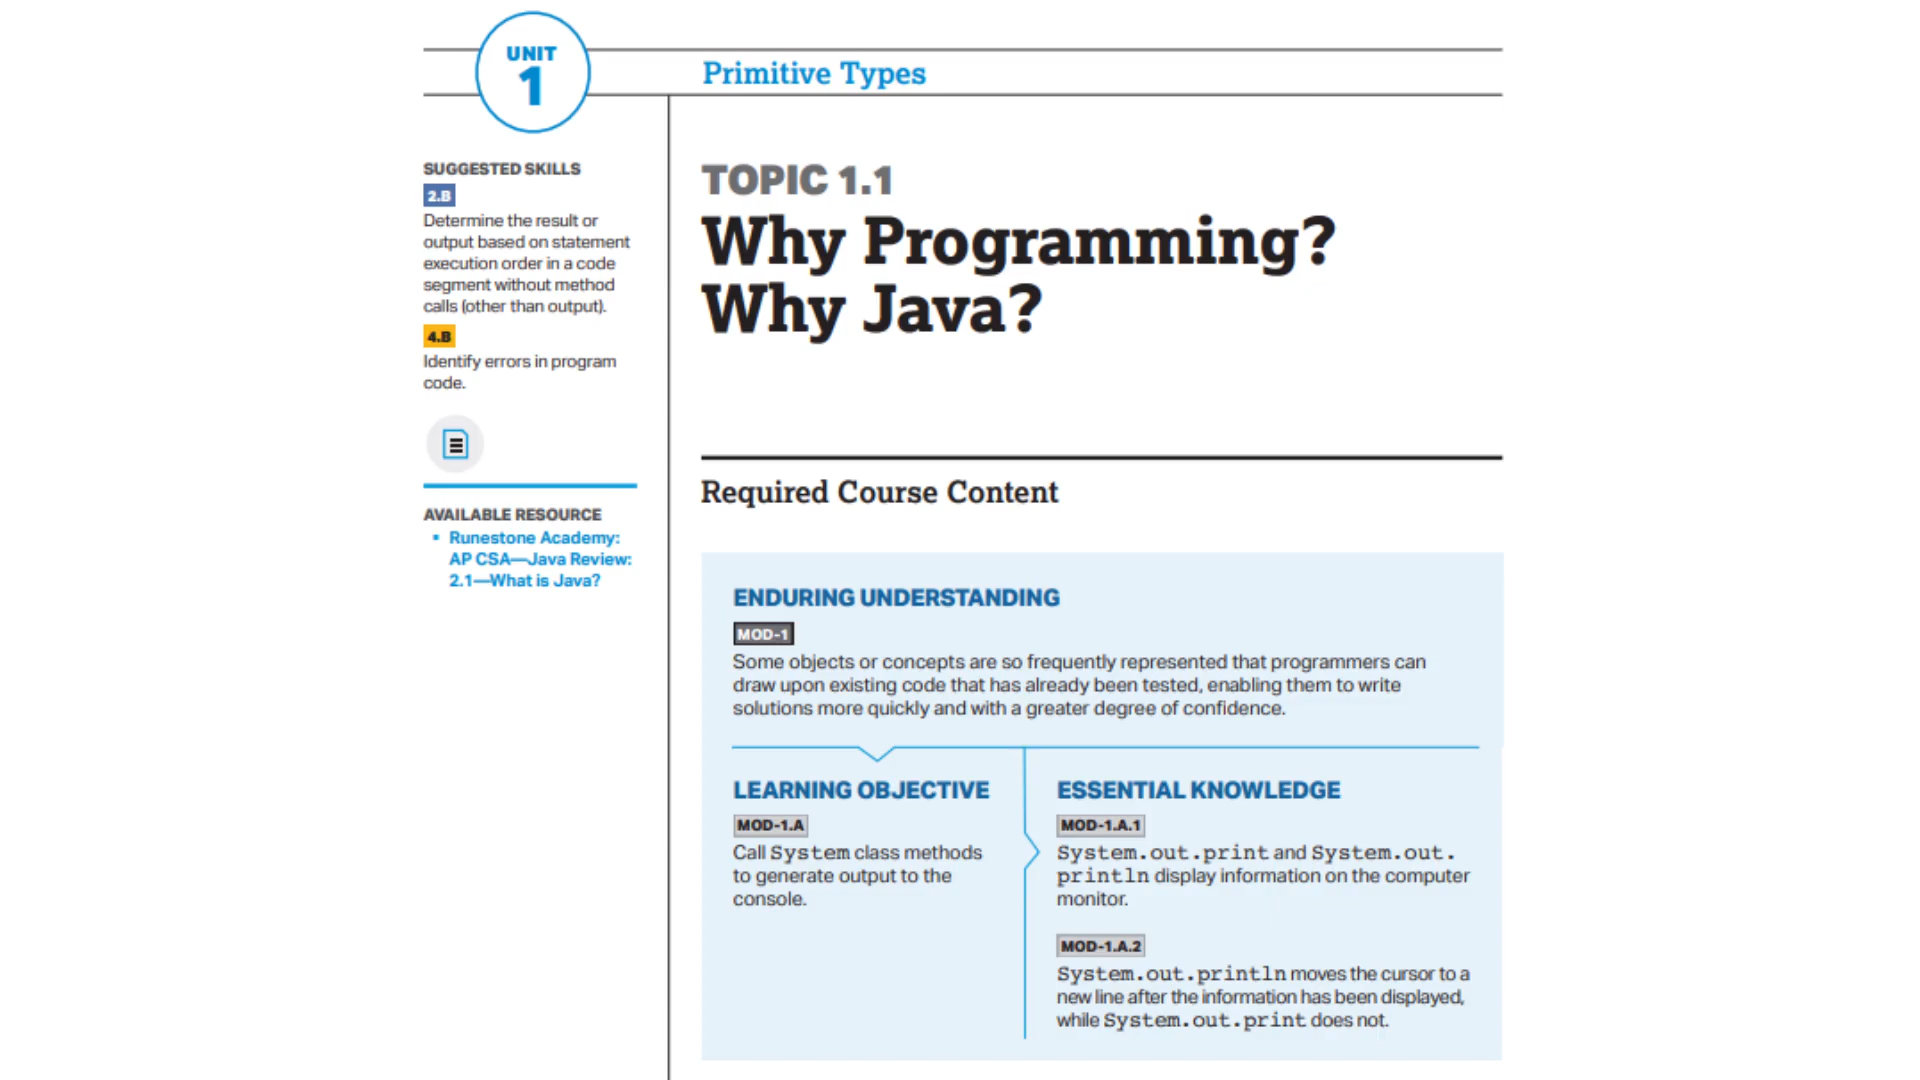 UNIT
1
Primitive Types
SUGGESTED SKILLS
2.B
Determine the result or
output based on statement
execution order in a code
segment without method
calls (other than output).
4.B
Identify errors in program
code.
AVAILABLE RESOURCE
▪ Runestone Academy:
AP CSA—Java Review:
2.1—What is Java?
TOPIC 1.1
Why Programming?
Why Java?
Required Course Content
ENDURING UNDERSTANDING
MOD-1
Some objects or concepts are so frequently represented that programmers can
draw upon existing code that has already been tested, enabling them to write
solutions more quickly and with a greater degree of confidence.
LEARNING OBJECTIVE
MOD-1.A
Call System class methods
to generate output to the
console.
ESSENTIAL KNOWLEDGE
MOD-1.A.1
System.out.print and System.out.
println display information on the computer
monitor.
MOD-1.A.2
System.out.println moves the cursor to a
new line after the information has been displayed,
while System.out.print does not.